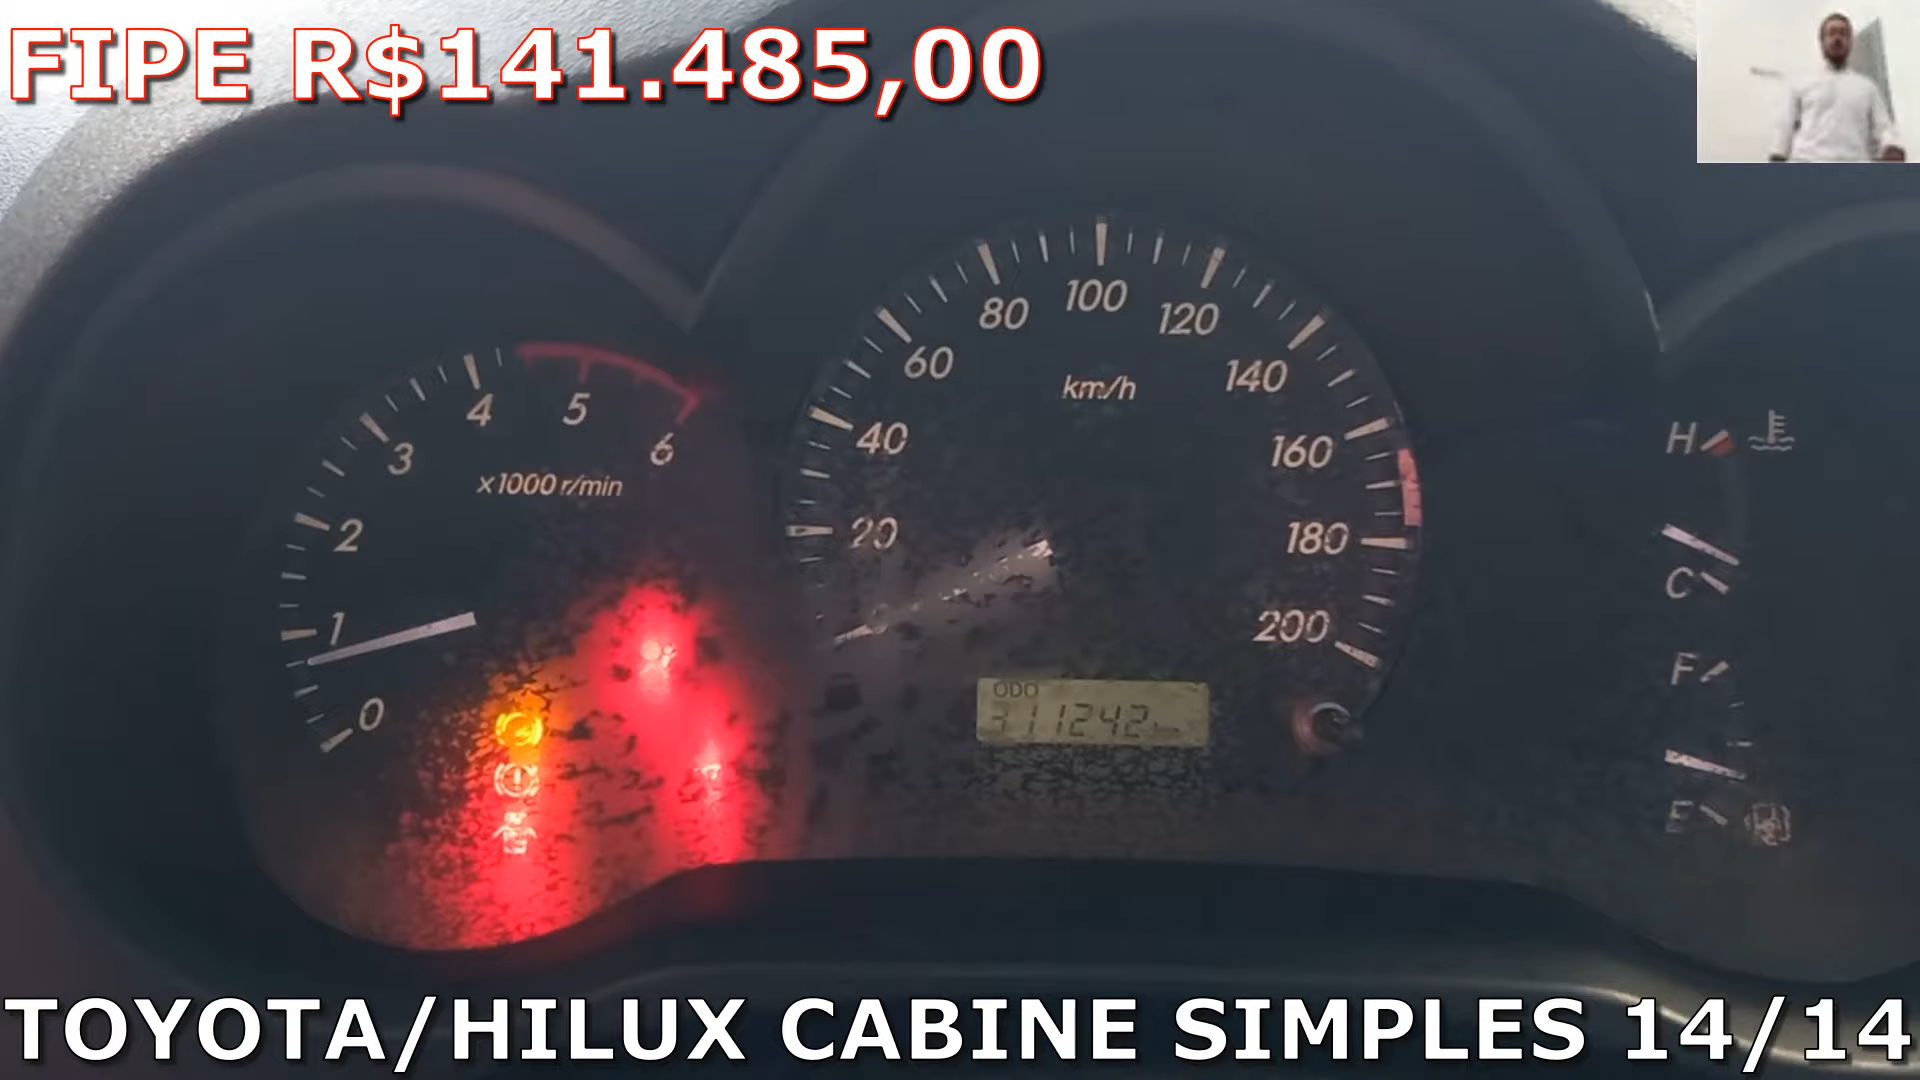 FIPE R$141.485,00
0
1
2
3
4
5
6
x1000 r/min
20
40
60
80
100
120
140
160
180
200
km/h
ODO
311242
H
C
F
E
TOYOTA/HILUX CABINE SIMPLES 14/14